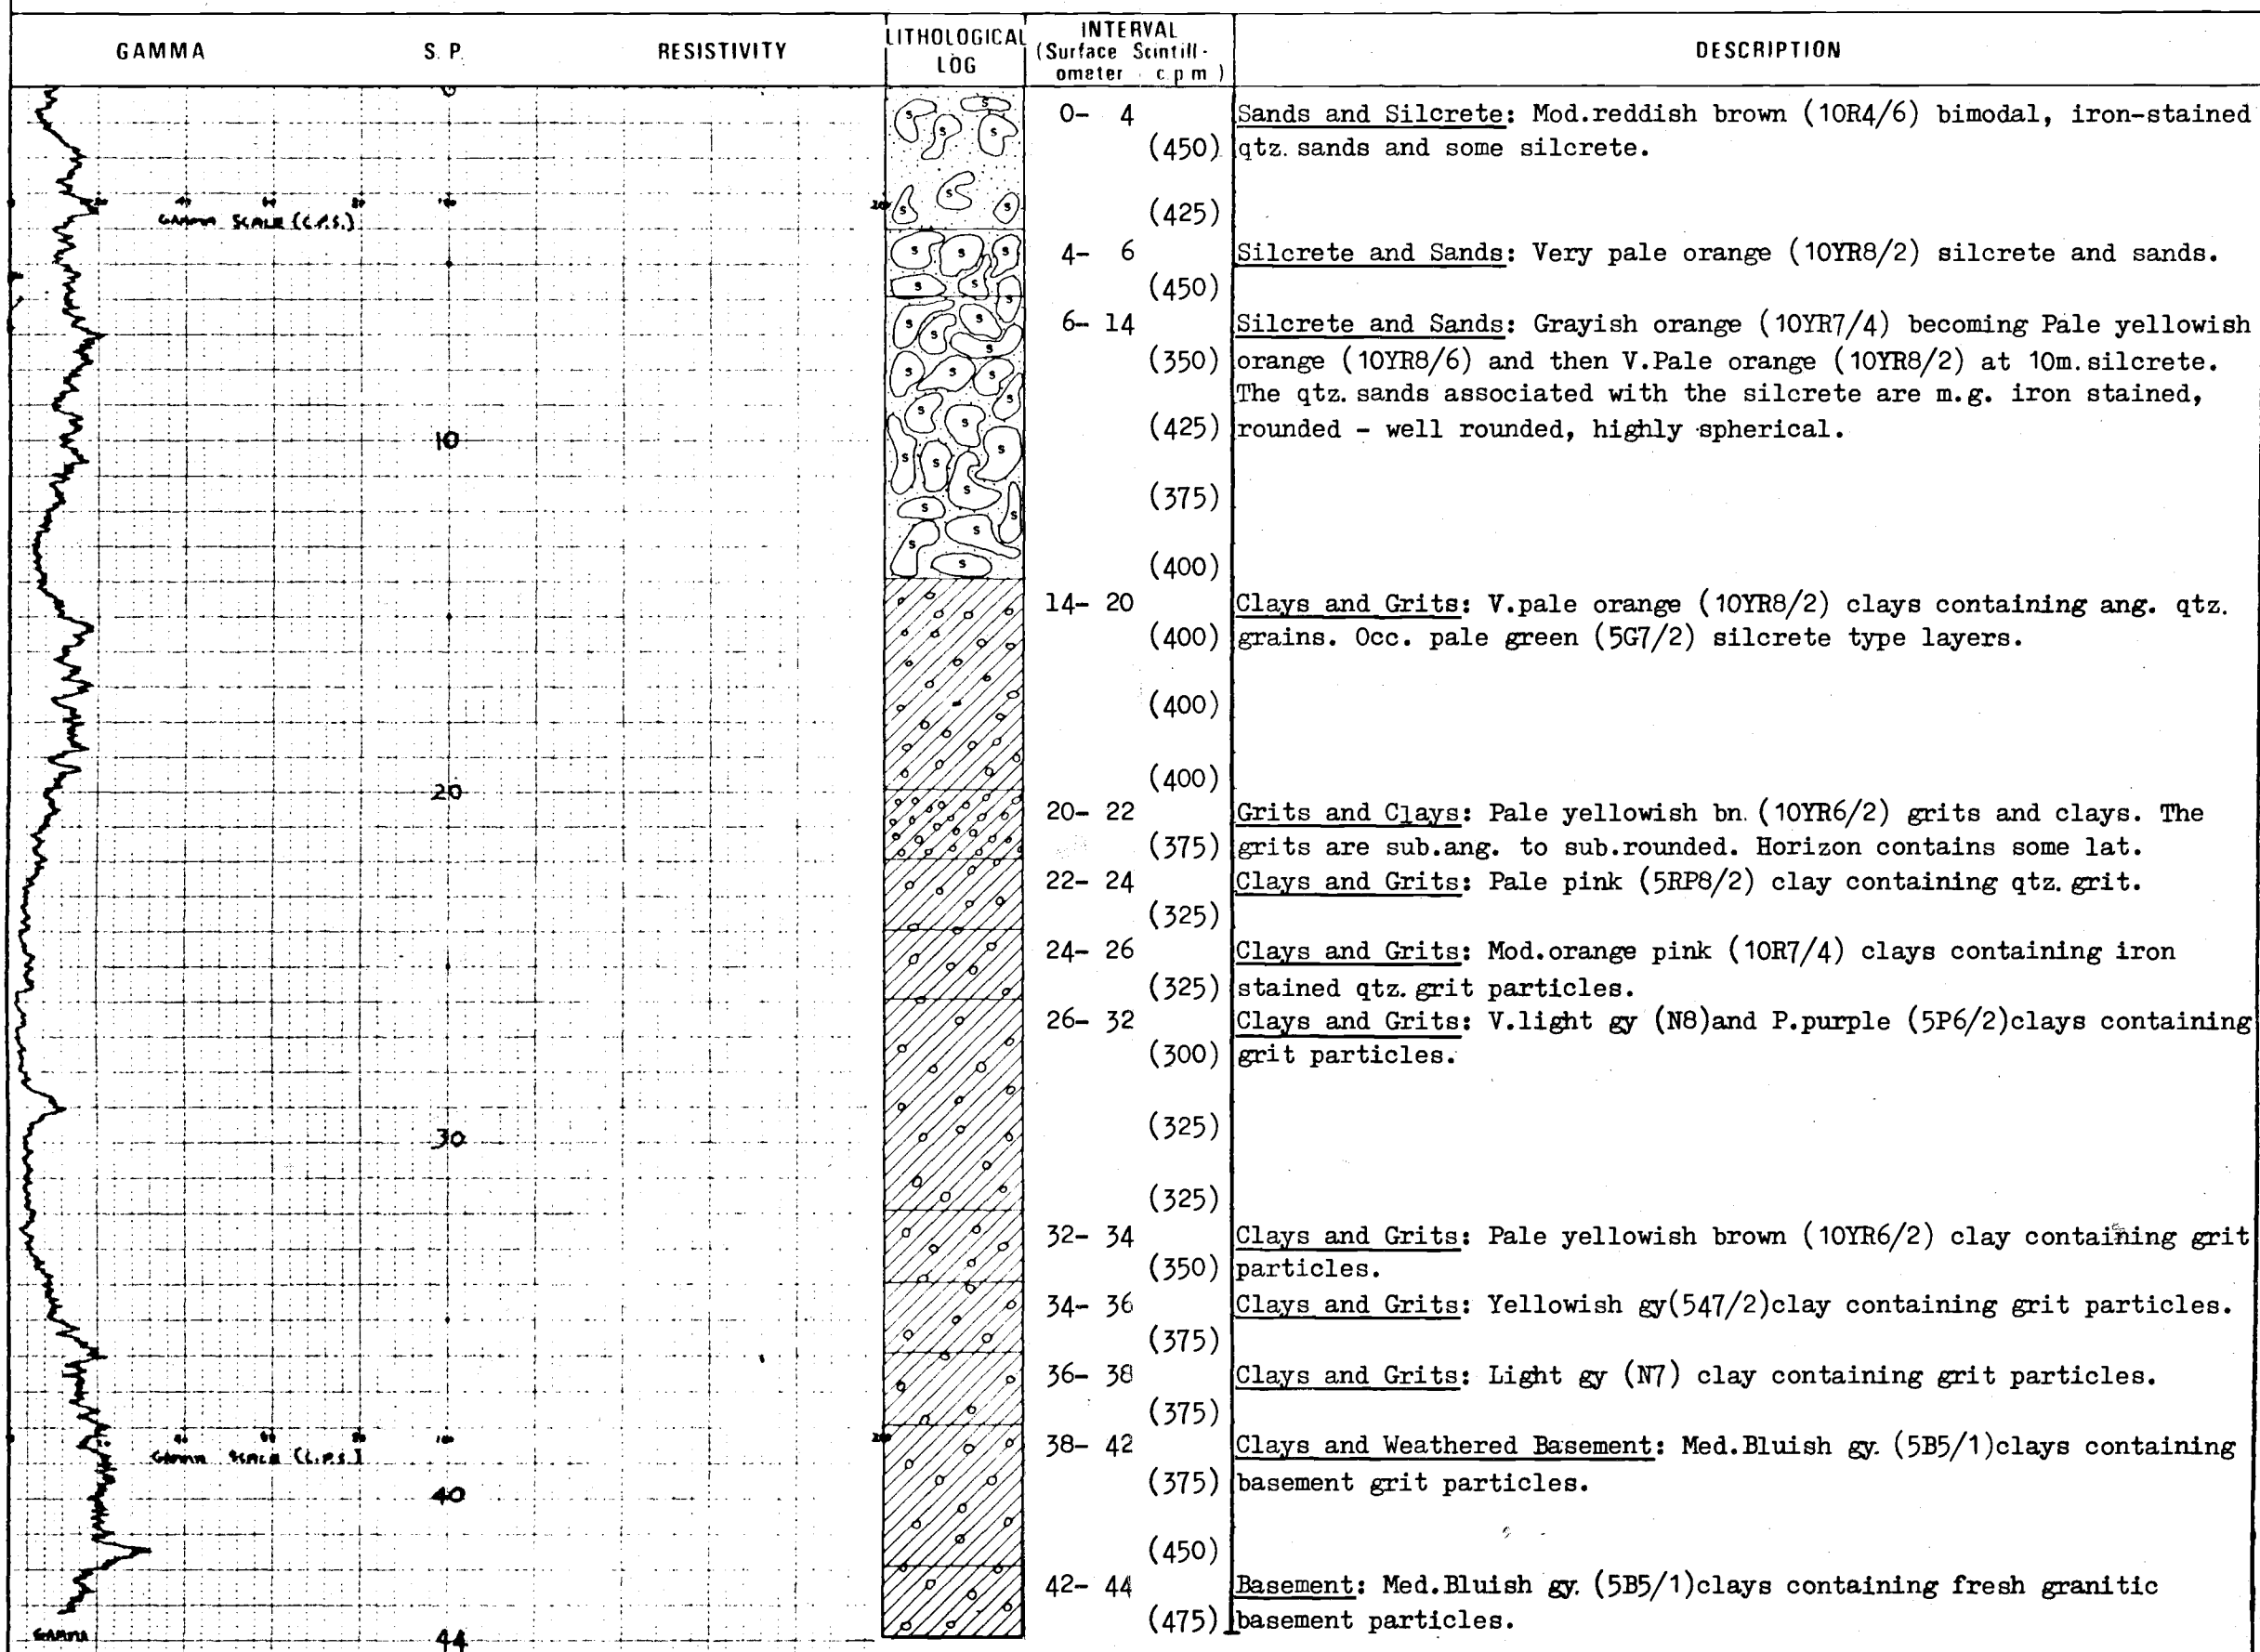 GAMMA S.P. RESISTIVITY LITHOLOGICAL LOG INTERVAL (Surface Scintill-ometer c.p.m) DESCRIPTION
0
0- 4 Sands and Silcrete: Mod.reddish brown (10R4/6) bimodal, iron-stained
(450) qtz. sands and some silcrete.
(425)
GAMMA SCALE (C.P.S.)
4- 6 Silcrete and Sands: Very pale orange (10YR8/2) silcrete and sands.
(450)
6- 14 Silcrete and Sands: Grayish orange (10YR7/4) becoming Pale yellowish
(350) orange (10YR8/6) and then V.Pale orange (10YR8/2) at 10m. silcrete.
The qtz. sands associated with the silcrete are m.g. iron stained,
10 (425) rounded - well rounded, highly spherical.
(375)
(400)
14- 20 Clays and Grits: V.pale orange (10YR8/2) clays containing ang. qtz.
(400) grains. Occ. pale green (5G7/2) silcrete type layers.
(400)
20 (400)
20- 22 Grits and Clays: Pale yellowish bn. (10YR6/2) grits and clays. The
(375) grits are sub.ang. to sub.rounded. Horizon contains some lat.
22- 24 Clays and Grits: Pale pink (5RP8/2) clay containing qtz. grit.
(325)
24- 26 Clays and Grits: Mod.orange pink (10R7/4) clays containing iron
(325) stained qtz. grit particles.
26- 32 Clays and Grits: V.light gy (N8)and P.purple (5P6/2)clays containing
(300) grit particles.
30 (325)
(325)
32- 34 Clays and Grits: Pale yellowish brown (10YR6/2) clay containing grit
(350) particles.
34- 36 Clays and Grits: Yellowish gy(547/2)clay containing grit particles.
(375)
36- 38 Clays and Grits: Light gy (N7) clay containing grit particles.
(375)
38- 42 Clays and Weathered Basement: Med.Bluish gy. (5B5/1)clays containing
GAMMA SCALE (C.P.S.)
40 (375) basement grit particles.
(450)
42- 44 Basement: Med.Bluish gy. (5B5/1)clays containing fresh granitic
(475) basement particles.
GAMMA 44